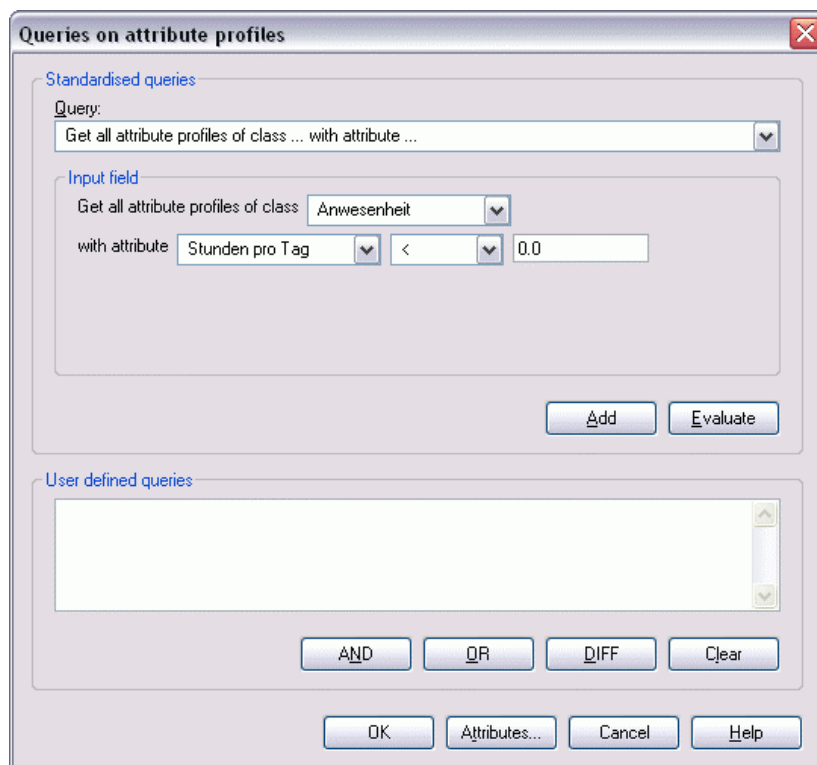 Queries on attribute profiles
Standardised queries
Query:
Get all attribute profiles of class ... with attribute ...
Input field
Get all attribute profiles of class Anwesenheit
with attribute Stunden pro Tag < 0.0
Add Evaluate
User defined queries
AND OR DIFF Clear
OK Attributes... Cancel Help